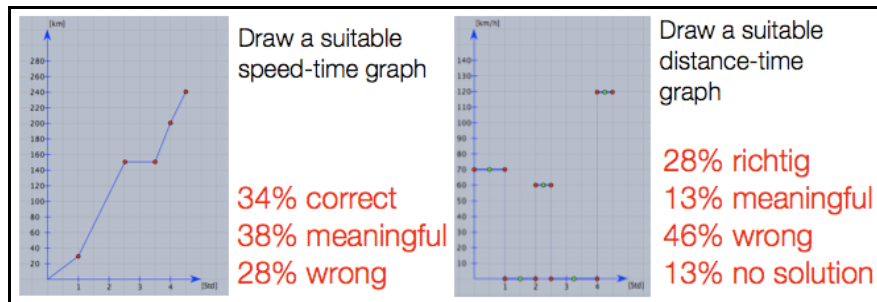 [km]
280
260
240
220
200
180
160
140
120
100
80
60
40
20
1
2
3
4
[Std]
Draw a suitable
speed-time graph
34% correct
38% meaningful
28% wrong
[km/h]
140
130
120
110
100
90
80
70
60
50
40
30
20
10
1
2
3
4
[Std]
Draw a suitable
distance-time
graph
28% richtig
13% meaningful
46% wrong
13% no solution